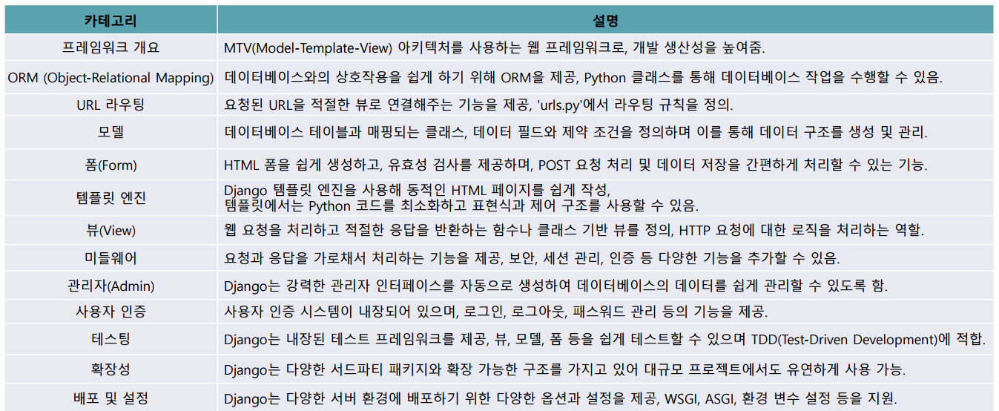 카테고리 설명
프레임워크 개요 MTV(Model-Template-View) 아키텍처를 사용하는 웹 프레임워크로, 개발 생산성을 높여줌.
ORM (Object-Relational Mapping) 데이터베이스와의 상호작용을 쉽게 하기 위해 ORM을 제공, Python 클래스를 통해 데이터베이스 작업을 수행할 수 있음.
URL 라우팅 요청된 URL을 적절한 뷰로 연결해주는 기능을 제공, 'urls.py'에서 라우팅 규칙을 정의.
모델 데이터베이스 테이블과 매핑되는 클래스, 데이터 필드와 제약 조건을 정의하며 이를 통해 데이터 구조를 생성 및 관리.
폼(Form) HTML 폼을 쉽게 생성하고, 유효성 검사를 제공하며, POST 요청 처리 및 데이터 저장을 간편하게 처리할 수 있는 기능.
템플릿 엔진 Django 템플릿 엔진을 사용해 동적인 HTML 페이지를 쉽게 작성,
템플릿에서는 Python 코드를 최소화하고 표현식과 제어 구조를 사용할 수 있음.
뷰(View) 웹 요청을 처리하고 적절한 응답을 반환하는 함수나 클래스 기반 뷰를 정의, HTTP 요청에 대한 로직을 처리하는 역할.
미들웨어 요청과 응답을 가로채서 처리하는 기능을 제공, 보안, 세션 관리, 인증 등 다양한 기능을 추가할 수 있음.
관리자(Admin) Django는 강력한 관리자 인터페이스를 자동으로 생성하여 데이터베이스의 데이터를 쉽게 관리할 수 있도록 함.
사용자 인증 사용자 인증 시스템이 내장되어 있으며, 로그인, 로그아웃, 패스워드 관리 등의 기능을 제공.
테스팅 Django는 내장된 테스트 프레임워크를 제공, 뷰, 모델, 폼 등을 쉽게 테스트할 수 있으며 TDD(Test-Driven Development)에 적합.
확장성 Django는 다양한 서드파티 패키지와 확장 가능한 구조를 가지고 있어 대규모 프로젝트에서도 유연하게 사용 가능.
배포 및 설정 Django는 다양한 서버 환경에 배포하기 위한 다양한 옵션과 설정을 제공, WSGI, ASGI, 환경 변수 설정 등을 지원.